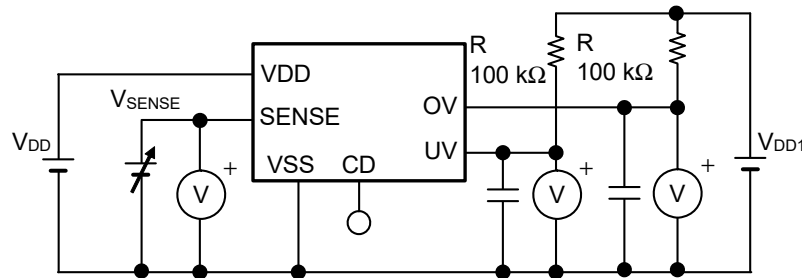 R
100 kΩ
R
100 kΩ
VDD
VSENSE
SENSE
OV
UV
VDD
VDD1
VSS CD
+
V
+
V
+
V